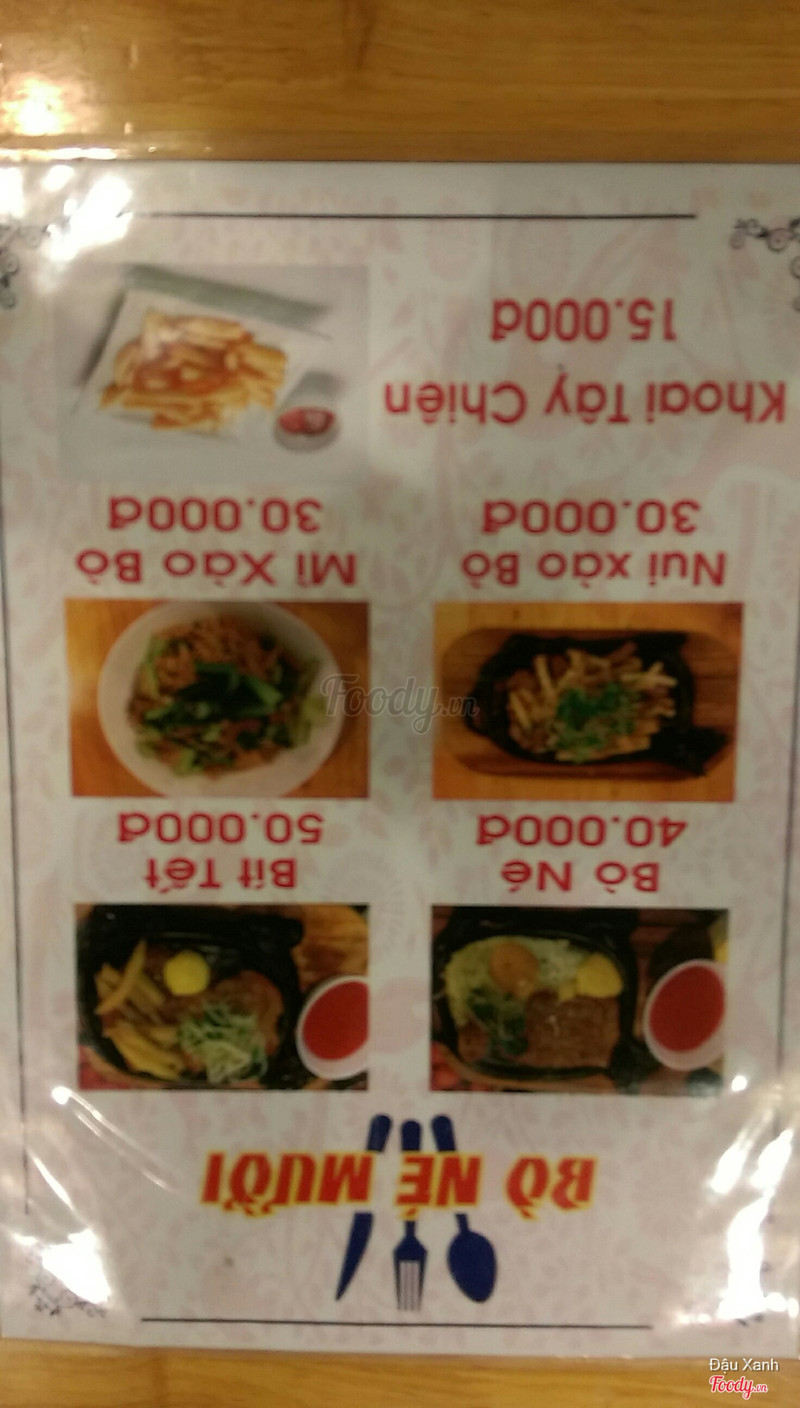 BÒ NÉ MƯỜI
Bò Né
40.000đ
Bít Tết
50.000đ
Nui xào Bò
30.000đ
Mì Xào Bò
30.000đ
Khoai Tây Chiên
15.000đ
Foody.vn
Đậu Xanh
Foody.vn